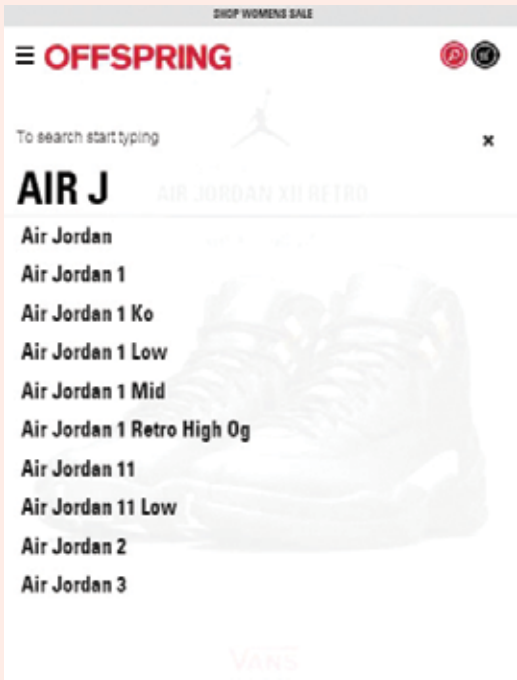 SHOP WOMENS SALE
OFFSPRING
To search start typing
AIR J
AIR JORDAN XII RETRO
Air Jordan
Air Jordan 1
Air Jordan 1 Ko
Air Jordan 1 Low
Air Jordan 1 Mid
Air Jordan 1 Retro High Og
Air Jordan 11
Air Jordan 11 Low
Air Jordan 2
Air Jordan 3
VANS